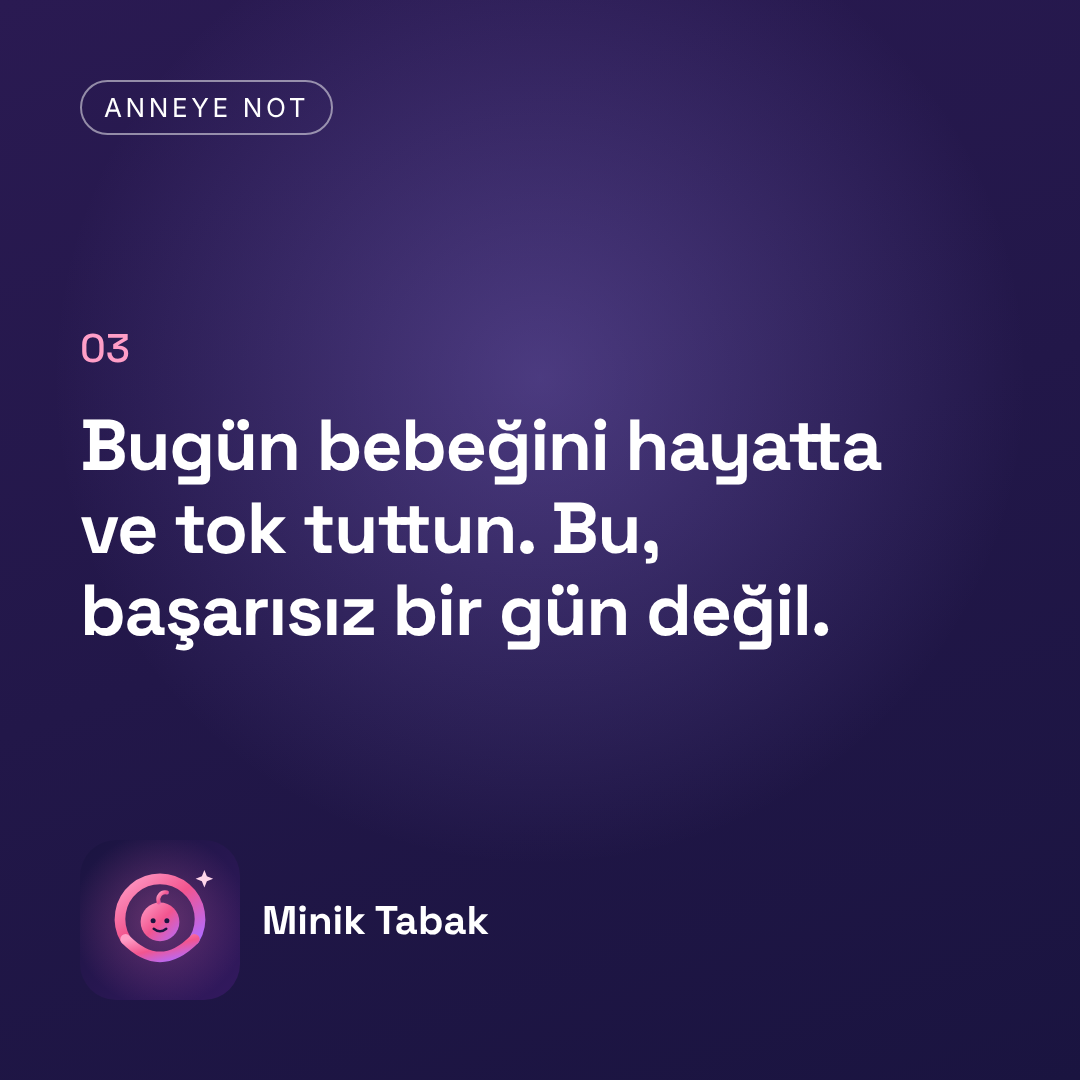 ANNEYE NOT
03
Bugün bebeğini hayatta
ve tok tuttun. Bu,
başarısız bir gün değil.
Minik Tabak